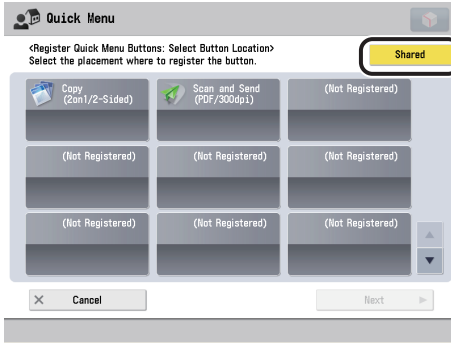 Quick Menu
<Register Quick Menu Buttons: Select Button Location>
Select the placement where to register the button.
Shared
Copy
(2on1/2-Sided)
Scan and Send
(PDF/300dpi)
(Not Registered)
(Not Registered)
(Not Registered)
(Not Registered)
(Not Registered)
(Not Registered)
(Not Registered)
Cancel
Next